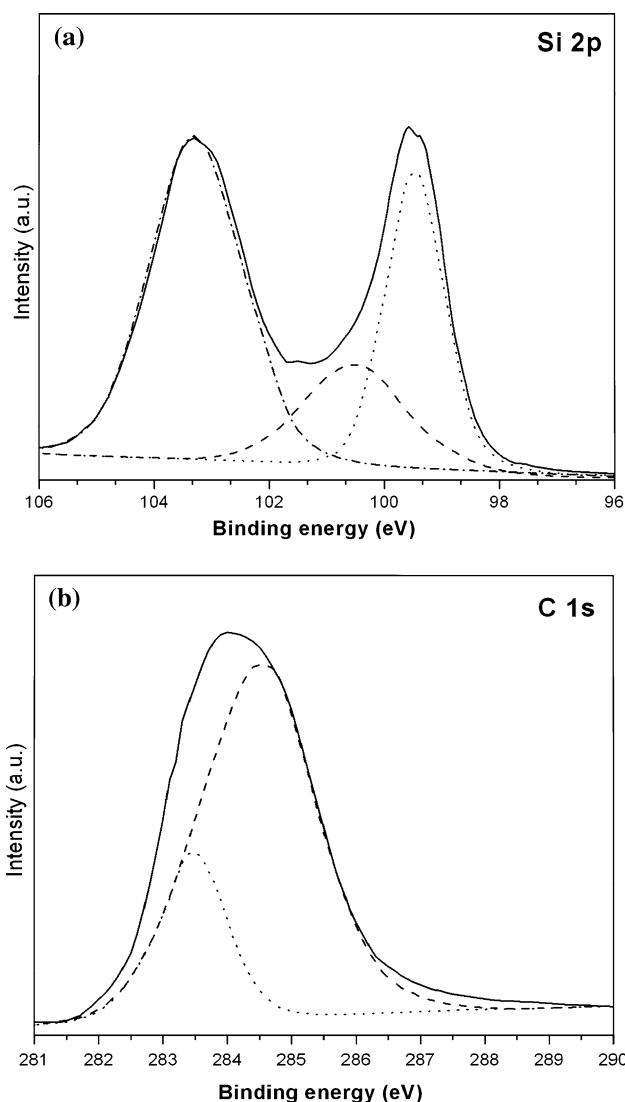 (a)
Si 2p
Intensity (a.u.)
106 104 102 100 98 96
Binding energy (eV)
(b)
C 1s
Intensity (a.u.)
281 282 283 284 285 286 287 288 289 290
Binding energy (eV)